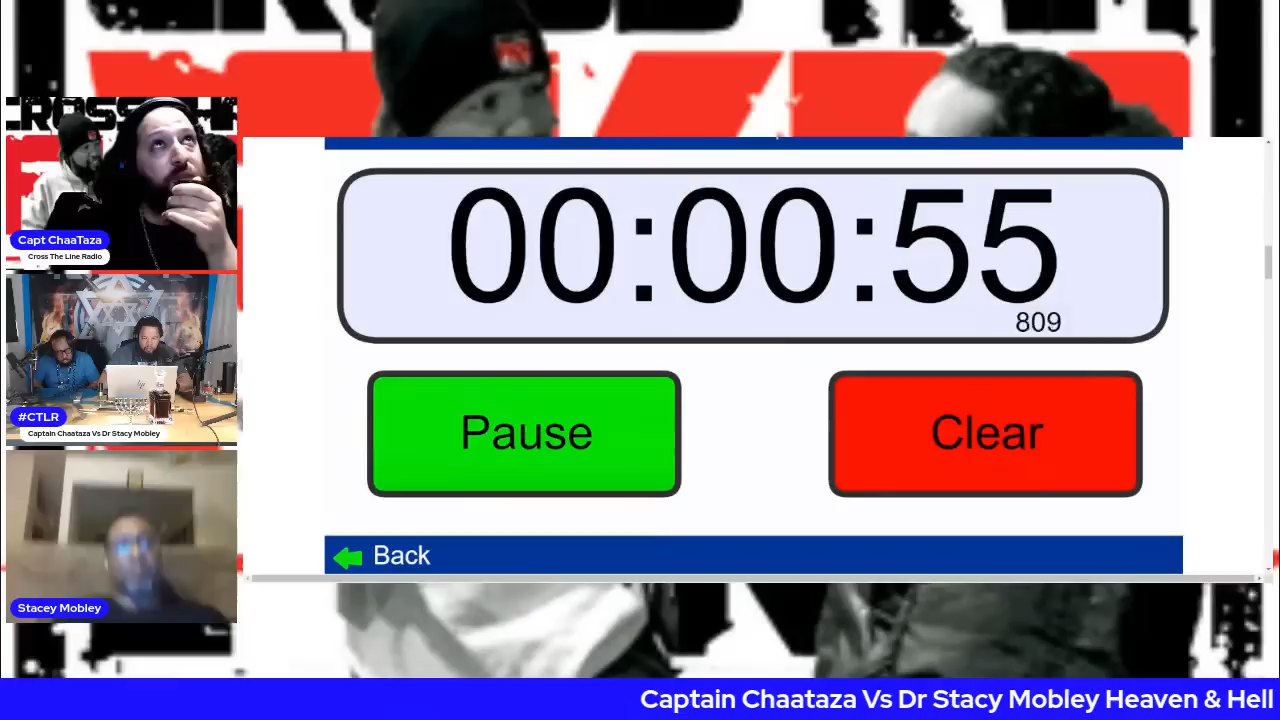 Capt ChaaTaza
Cross The Line Radio
#CTLR
Captain Chaataza Vs Dr Stacy Mobley
Stacey Mobley
00:00:55
809
Pause
Clear
Back
Captain Chaataza Vs Dr Stacy Mobley Heaven & Hell